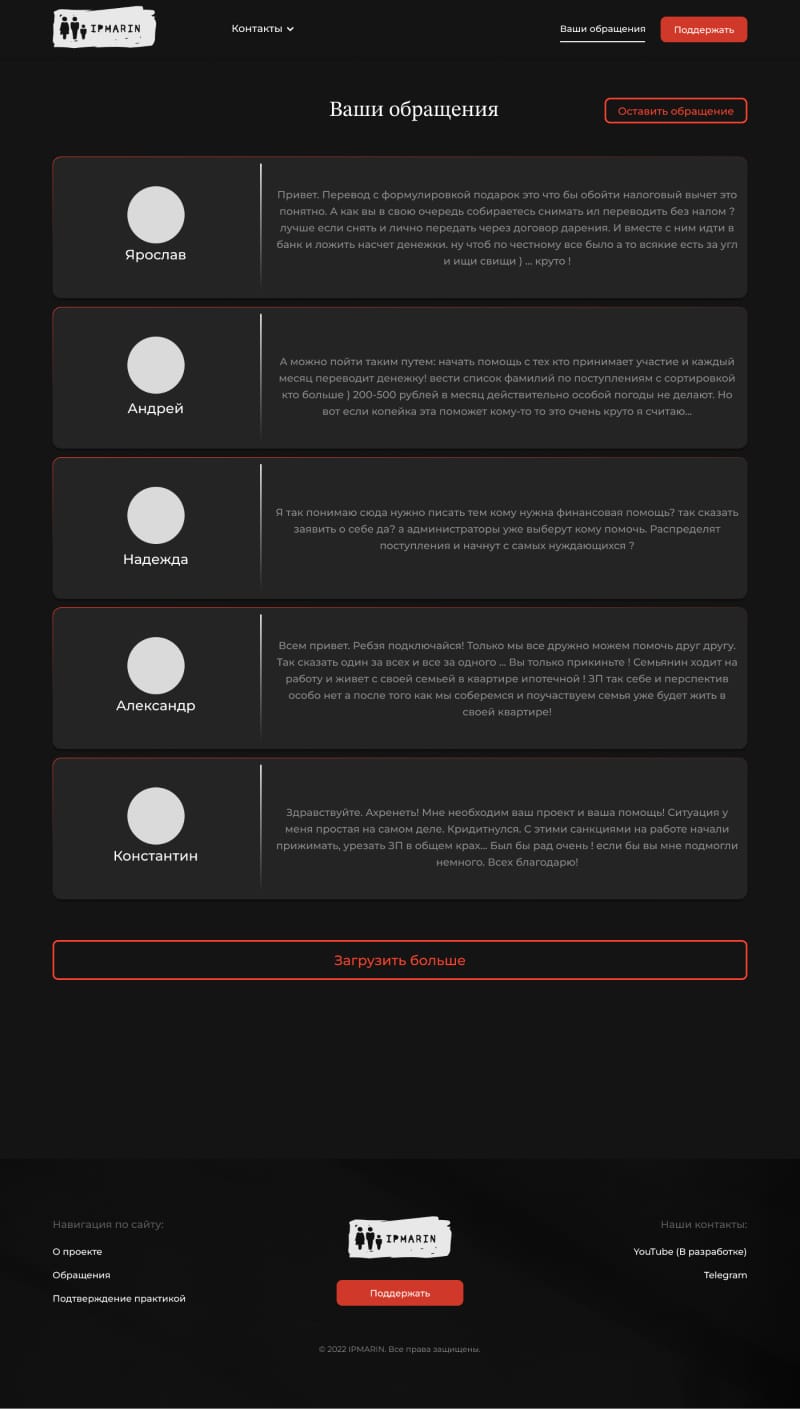 IPMARIN
Контакты
Ваши обращения
Поддержать
Ваши обращения
Оставить обращение
Ярослав
Привет. Перевод с формулировкой подарок это что бы обойти налоговый вычет это
понятно. А как вы в свою очередь собираетесь снимать ил переводить без налом ?
лучше если снять и лично передать через договор дарения. И вместе с ним идти в
банк и ложить насчет денежки. ну чтоб по честному все было а то всякие есть за угл
и ищи свищи ) ... круто !
Андрей
А можно пойти таким путем: начать помощь с тех кто принимает участие и каждый
месяц переводит денежку! вести список фамилий по поступлениям с сортировкой
кто больше ) 200-500 рублей в месяц действительно особой погоды не делают. Но
вот если копейка эта поможет кому-то то это очень круто я считаю...
Надежда
Я так понимаю сюда нужно писать тем кому нужна финансовая помощь? так сказать
заявить о себе да? а администраторы уже выберут кому помочь. Распределят
поступления и начнут с самых нуждающихся ?
Александр
Всем привет. Ребзя подключайся! Только мы все дружно можем помочь друг другу.
Так сказать один за всех и все за одного ... Вы только прикиньте ! Семьянин ходит на
работу и живет с своей семьей в квартире ипотечной ! ЗП так себе и перспектив
особо нет а после того как мы соберемся и поучаствуем семья уже будет жить в
своей квартире!
Константин
Здравствуйте. Ахренеть! Мне необходим ваш проект и ваша помощь! Ситуация у
меня простая на самом деле. Кридитнулся. С этими санкциями на работе начали
прижимать, урезать ЗП в общем крах... Был бы рад очень ! если бы вы мне подмогли
немного. Всех благодарю!
Загрузить больше
Навигация по сайту:
О проекте
Обращения
Подтверждение практикой
IPMARIN
Поддержать
Наши контакты:
YouTube (В разработке)
Telegram
© 2022 IPMARIN. Все права защищены.